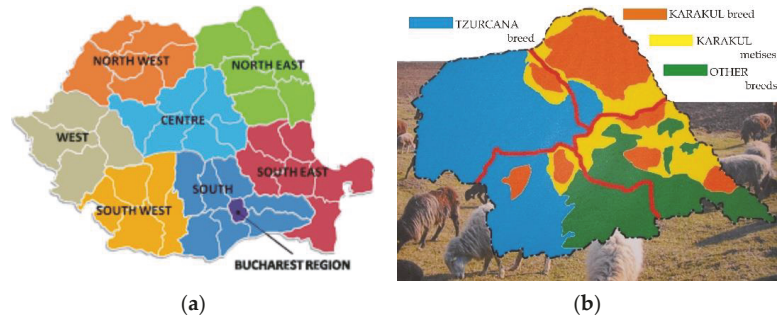 NORTH WEST
NORTH EAST
CENTRE
WEST
SOUTH EAST
SOUTH
SOUTH WEST
BUCHAREST REGION
(a)
TZURCANA
breed
KARAKUL breed
KARAKUL
metises
OTHER
breeds
(b)